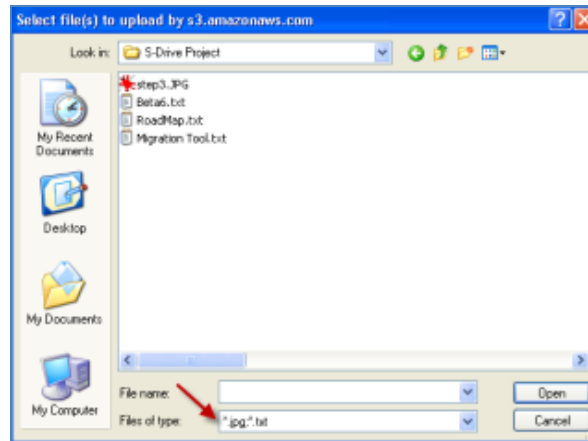 Select file(s) to upload by s3.amazonaws.com
Look in: S-Drive Project
step3.JPG
Beta6.txt
RoadMap.txt
Migration Tool.txt
My Recent
Documents
Desktop
My Documents
My Computer
File name:
Open
Files of type: *.jpg;*.txt
Cancel